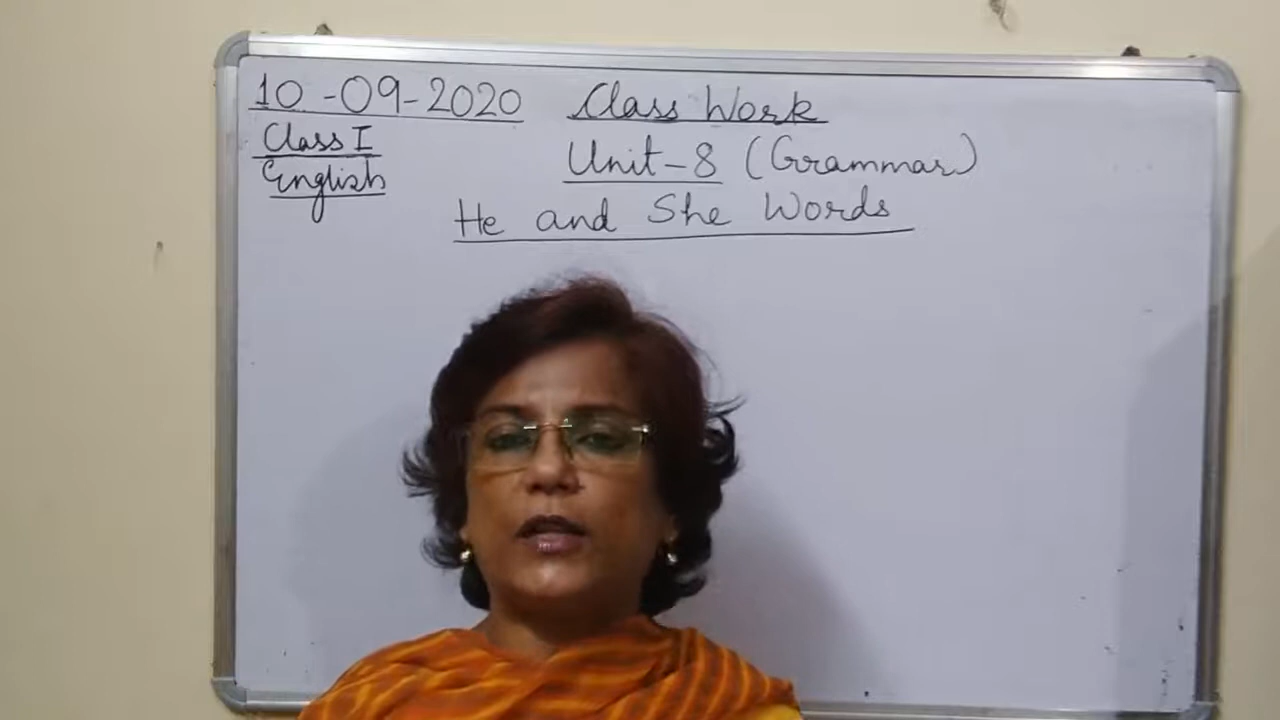 10-09-2020 Class Work
Class I
English
Unit-8 (Grammar)
He and She Words